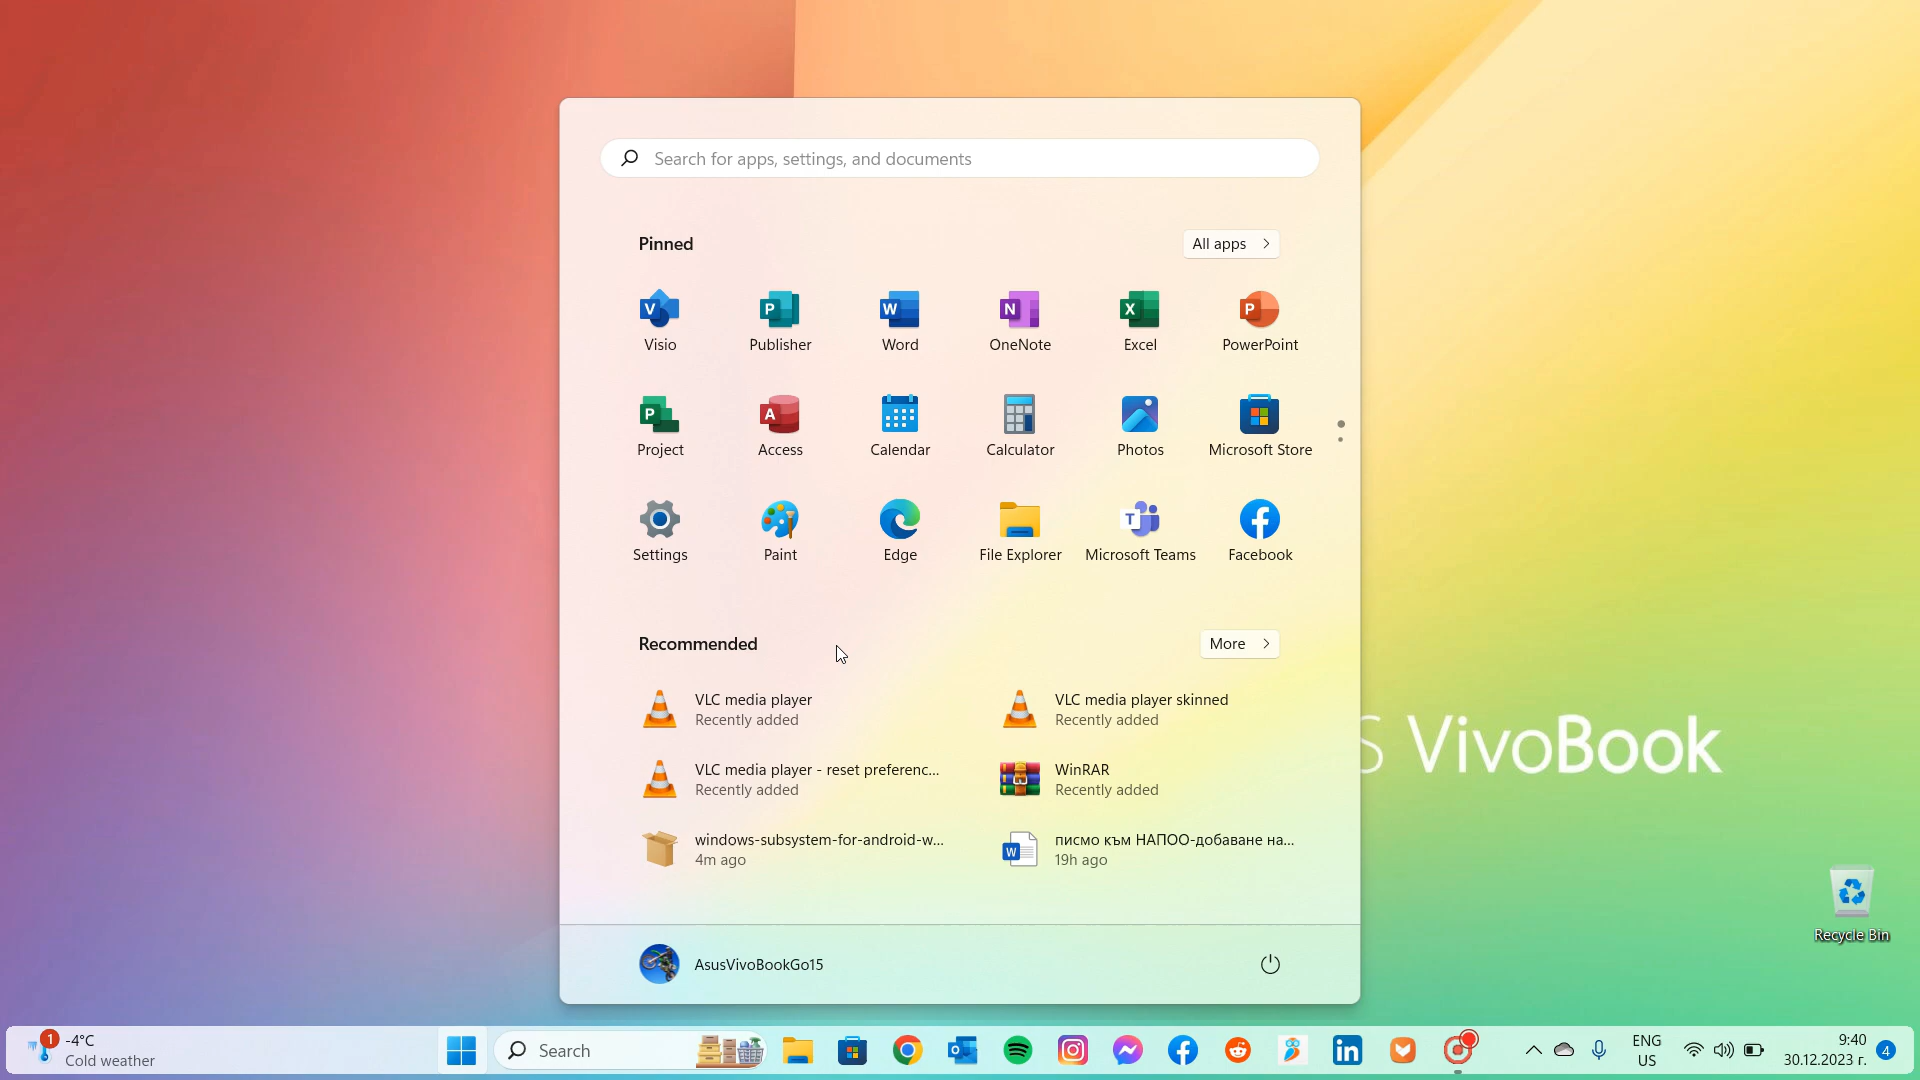 Search for apps, settings, and documents
Pinned
All apps
Visio
Publisher
Word
OneNote
Excel
PowerPoint
Project
Access
Calendar
Calculator
Photos
Microsoft Store
Settings
Paint
Edge
File Explorer
Microsoft Teams
Facebook
Recommended
More
VLC media player
Recently added
VLC media player skinned
Recently added
VLC media player - reset preferenc...
Recently added
WinRAR
Recently added
windows-subsystem-for-android-w...
4m ago
писмо към НАПОО-добаване на...
19h ago
S VivoBook
Recycle Bin
AsusVivoBookGo15
1
-4°C
Cold weather
Search
ENG
US
9:40
30.12.2023 г.
4